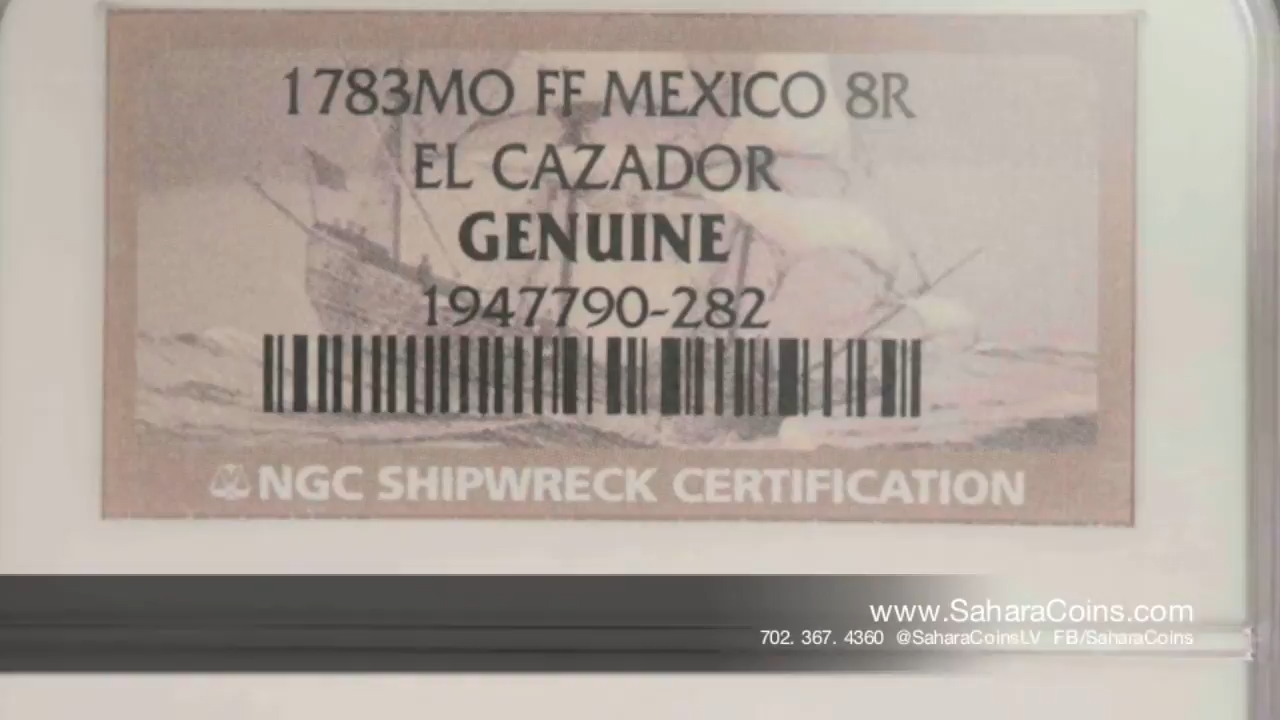 1783MO FF MEXICO 8R
EL CAZADOR
GENUINE
1947790-282
NGC SHIPWRECK CERTIFICATION
www.SaharaCoins.com
702. 367. 4360 @SaharaCoinsLV FB/SaharaCoins